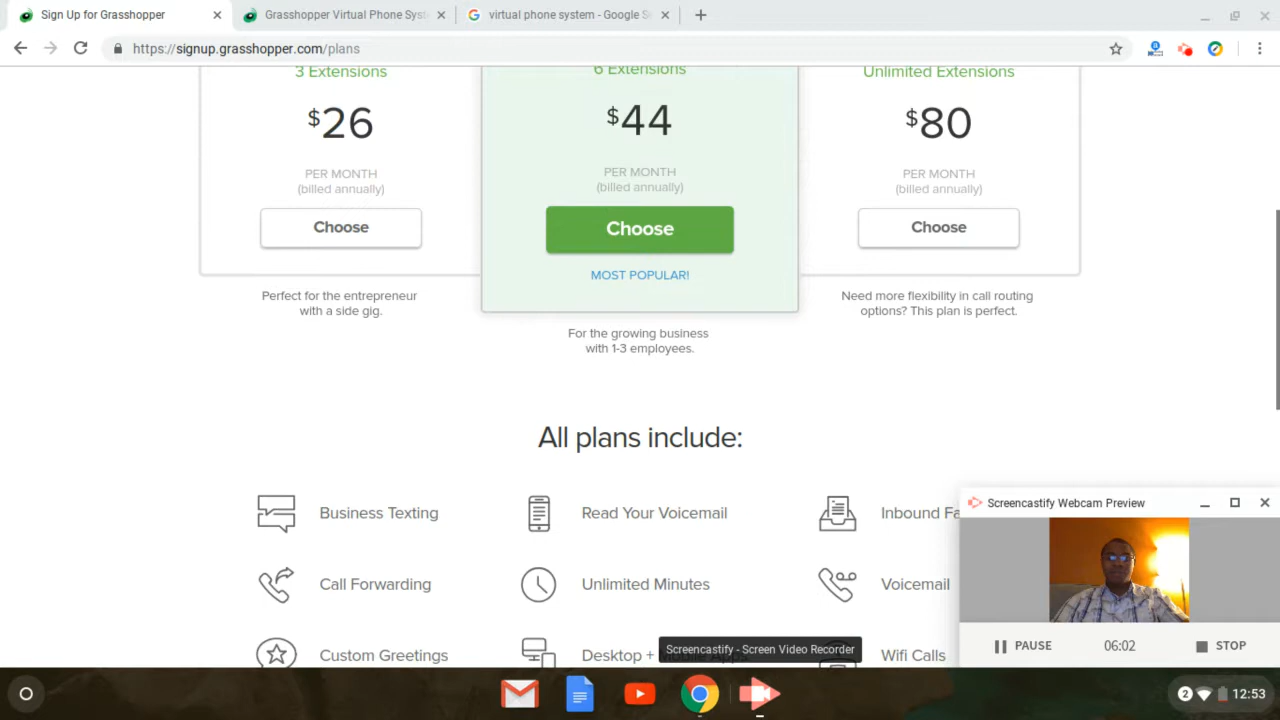 Sign Up for Grasshopper
Grasshopper Virtual Phone Syst
virtual phone system - Google S
https://signup.grasshopper.com/plans
3 Extensions
$26
PER MONTH
(billed annually)
Choose
Perfect for the entrepreneur
with a side gig.
6 Extensions
$44
PER MONTH
(billed annually)
Choose
MOST POPULAR!
For the growing business
with 1-3 employees.
Unlimited Extensions
$80
PER MONTH
(billed annually)
Choose
Need more flexibility in call routing
options? This plan is perfect.
All plans include:
Business Texting
Read Your Voicemail
Inbound Fa
Call Forwarding
Unlimited Minutes
Voicemail
Custom Greetings
Desktop + Mobile Apps
Wifi Calls
Screencastify - Screen Video Recorder
Screencastify Webcam Preview
PAUSE
06:02
STOP
2
12:53